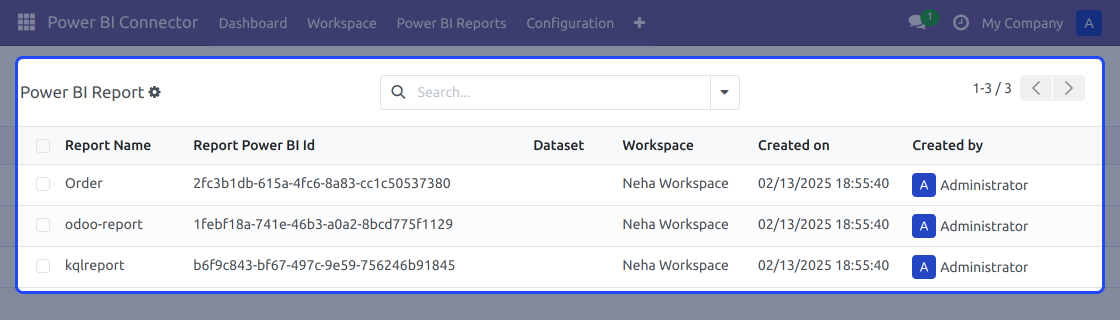 Power BI Connector Dashboard Workspace Power BI Reports Configuration + 1 My Company A
Power BI Report Search... 1-3 / 3
Report Name Report Power BI Id Dataset Workspace Created on Created by
Order 2fc3b1db-615a-4fc6-8a83-cc1c50537380 Neha Workspace 02/13/2025 18:55:40 A Administrator
odoo-report 1febf18a-741e-46b3-a0a2-8bcd775f1129 Neha Workspace 02/13/2025 18:55:40 A Administrator
kqlreport b6f9c843-bf67-497c-9e59-756246b91845 Neha Workspace 02/13/2025 18:55:40 A Administrator